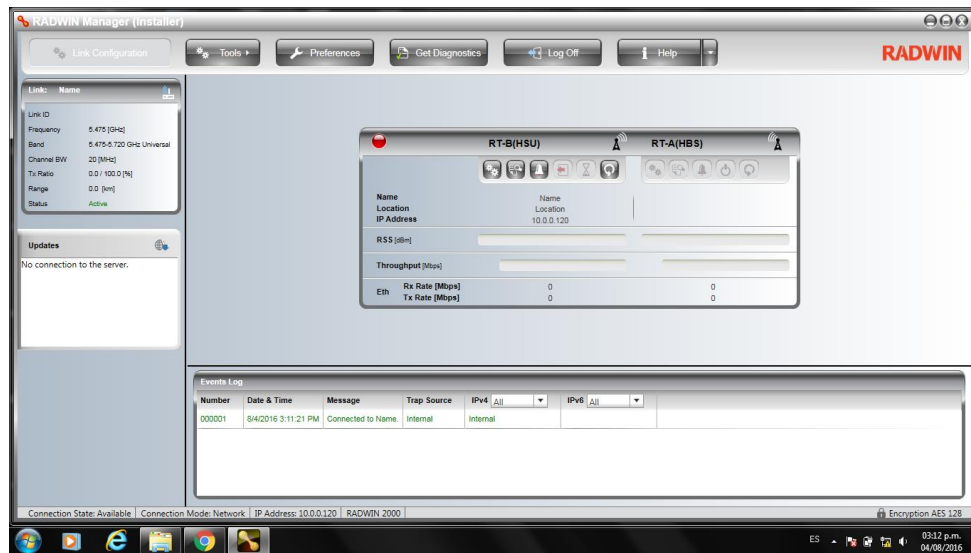 RADWIN Manager (Installer)
Link Configuration
Tools
Preferences
Get Diagnostics
Log Off
Help
RADWIN
Link: Name
Link ID
Frequency 5.475 [GHz]
Band 5.475-5.720 GHz Universal
Channel BW 20 [MHz]
Tx Ratio 0.0 / 100.0 [%]
Range 0.0 [km]
Status Active
Updates
No connection to the server.
RT-B(HSU) RT-A(HBS)
Name Name
Location Location
IP Address 10.0.0.120
RSS [dBm]
Throughput [Mbps]
Eth
Rx Rate [Mbps] 0 0
Tx Rate [Mbps] 0 0
Events Log
Number Date & Time Message Trap Source IPv4 All IPv6 All
000001 8/4/2016 3:11:21 PM Connected to Name. Internal Internal
Connection State: Available Connection Mode: Network IP Address: 10.0.0.120 RADWIN 2000 Encryption AES 128
ES
03:12 p.m.
04/08/2016